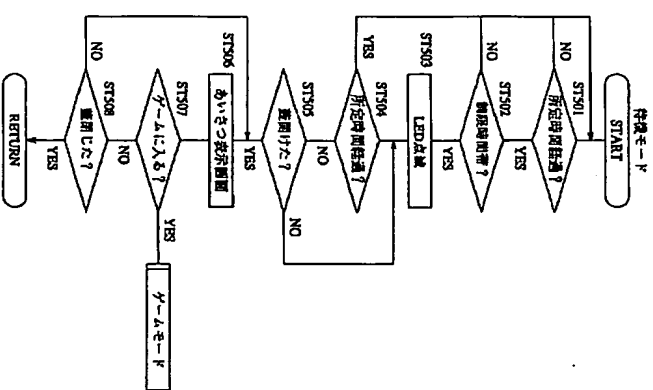 待機モード
START
ST501
所定時間経過?
NO
YES
ST502
制限時間帯?
NO
YES
ST503
LED点滅
ST504
所定時間経過?
YES
NO
ST505
蓋開けた?
NO
YES
ST506
あいさつ表示画面
ST507
ゲームに入る?
YES
NO
ゲームモード
ST508
蓋閉じた?
NO
YES
RETURN